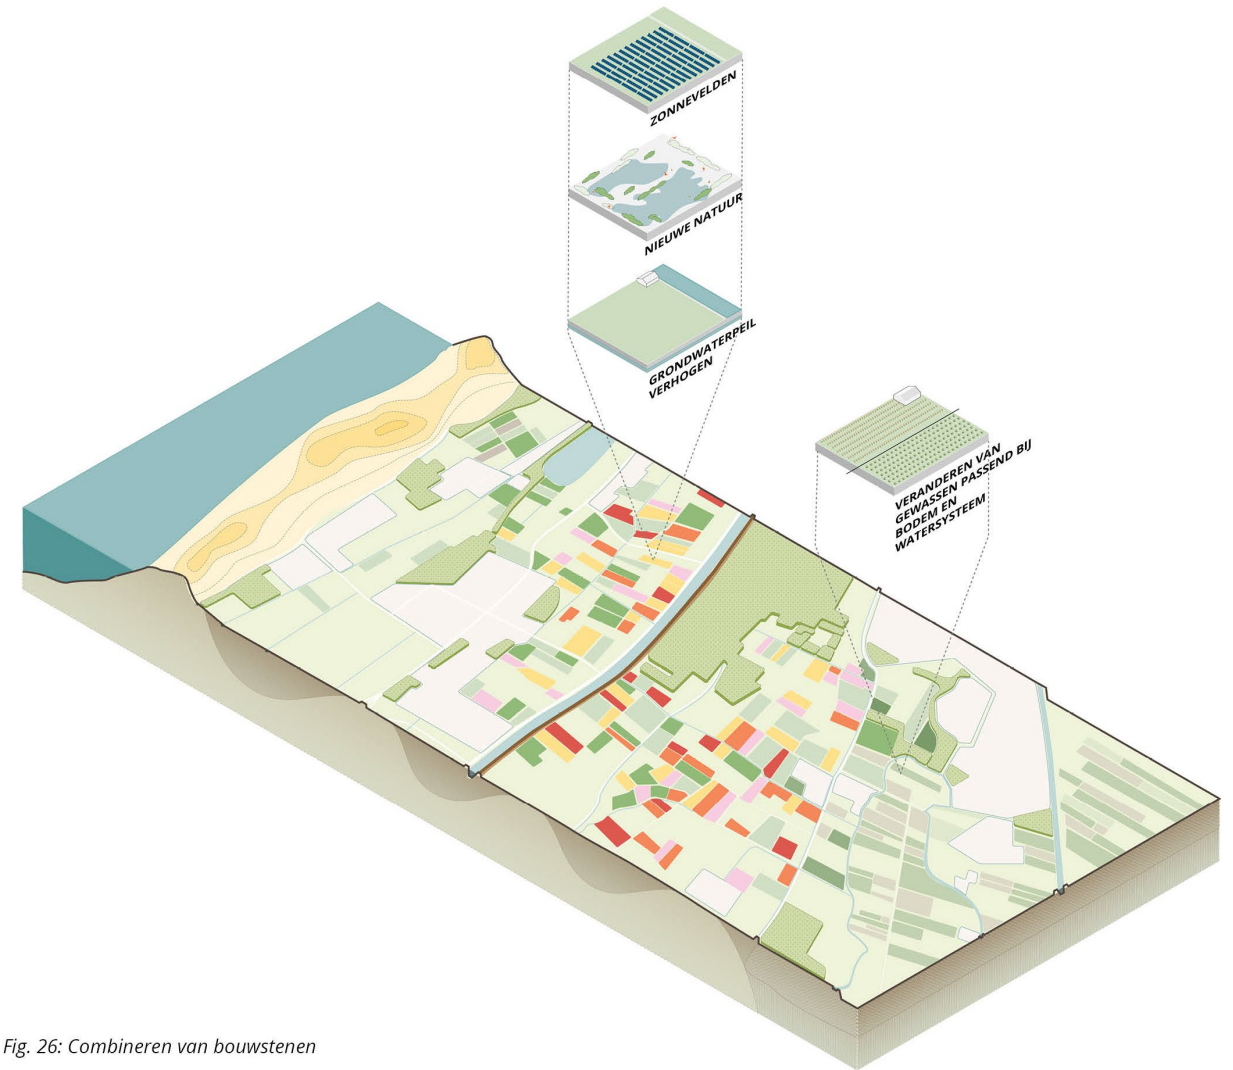 ZONNEVELDEN
NIEUWE NATUUR
GRONDWATERPEIL
VERHOGEN
VERANDEREN VAN
GEWASSEN PASSEND BIJ
BODEM EN
WATERSYSTEEM
Fig. 26: Combineren van bouwstenen